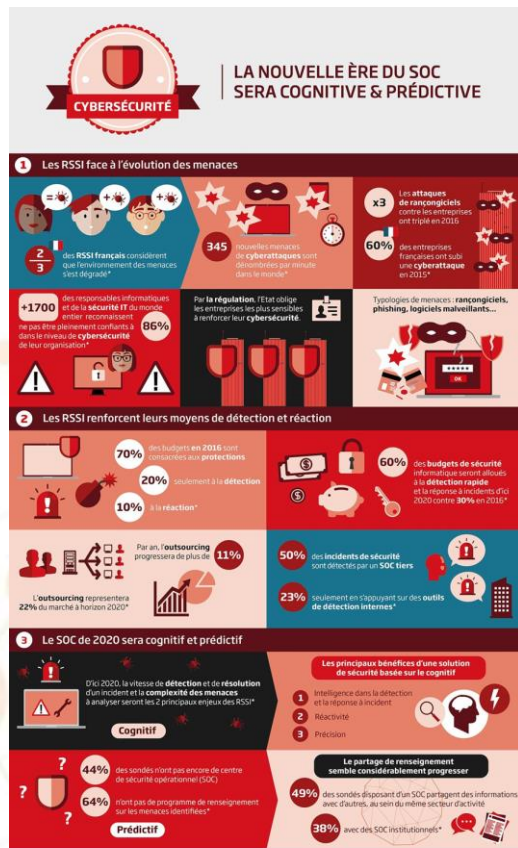 CYBERSÉCURITÉ
LA NOUVELLE ÈRE DU SOC
SERA COGNITIVE & PRÉDICTIVE
1 Les RSSI face à l'évolution des menaces
2/3
des RSSI français considèrent
que l'environnement des menaces
s'est dégradé*
345
nouvelles menaces
de cyberattaques sont
dénombrées par minute
dans le monde*
x3
Les attaques
de rançongiciels
contre les entreprises
ont triplé en 2016
60%
des entreprises
françaises ont subi
une cyberattaque
en 2015*
+1700
des responsables informatiques
et de la sécurité IT du monde
entier reconnaissent
ne pas être pleinement confiants à
dans le niveau de cybersécurité
de leur organisation*
86%
Par la régulation, l'Etat oblige
les entreprises les plus sensibles
à renforcer leur cybersécurité.
Typologies de menaces : rançongiciels,
phishing, logiciels malveillants...
OK
2 Les RSSI renforcent leurs moyens de détection et réaction
70%
des budgets en 2016 sont
consacrées aux protections
20% seulement à la détection
10% à la réaction*
60%
des budgets de sécurité
informatique seront alloués
à la détection rapide
et la réponse à incidents d'ici
2020 contre 30% en 2016*
Par an, l'outsourcing
progressera de plus de
11%
L'outsourcing representera
22% du marché à horizon 2020*
50%
des incidents de sécurité
sont détectés par un SOC tiers
23%
seulement en s'appuyant sur des outils
de détection internes*
3 Le SOC de 2020 sera cognitif et prédictif
D'ici 2020, la vitesse de détection et de résolution
d'un incident et la complexité des menaces
à analyser seront les 2 principaux enjeux des RSSI*
Cognitif
Les principaux bénéfices d'une solution
de sécurité basée sur le cognitif
1 Intelligence dans la détection
et la réponse à incident
2 Réactivité
3 Précision
44%
des sondés n'ont pas encore de centre
de sécurité opérationnel (SOC)
64%
n'ont pas de programme de renseignement
sur les menaces identifiées*
Prédictif
Le partage de renseignement
semble considérablement progresser
49%
des sondés disposant d'un SOC partagent des informations
avec d'autres, au sein du même secteur d'activité
38% avec des SOC institutionnels*